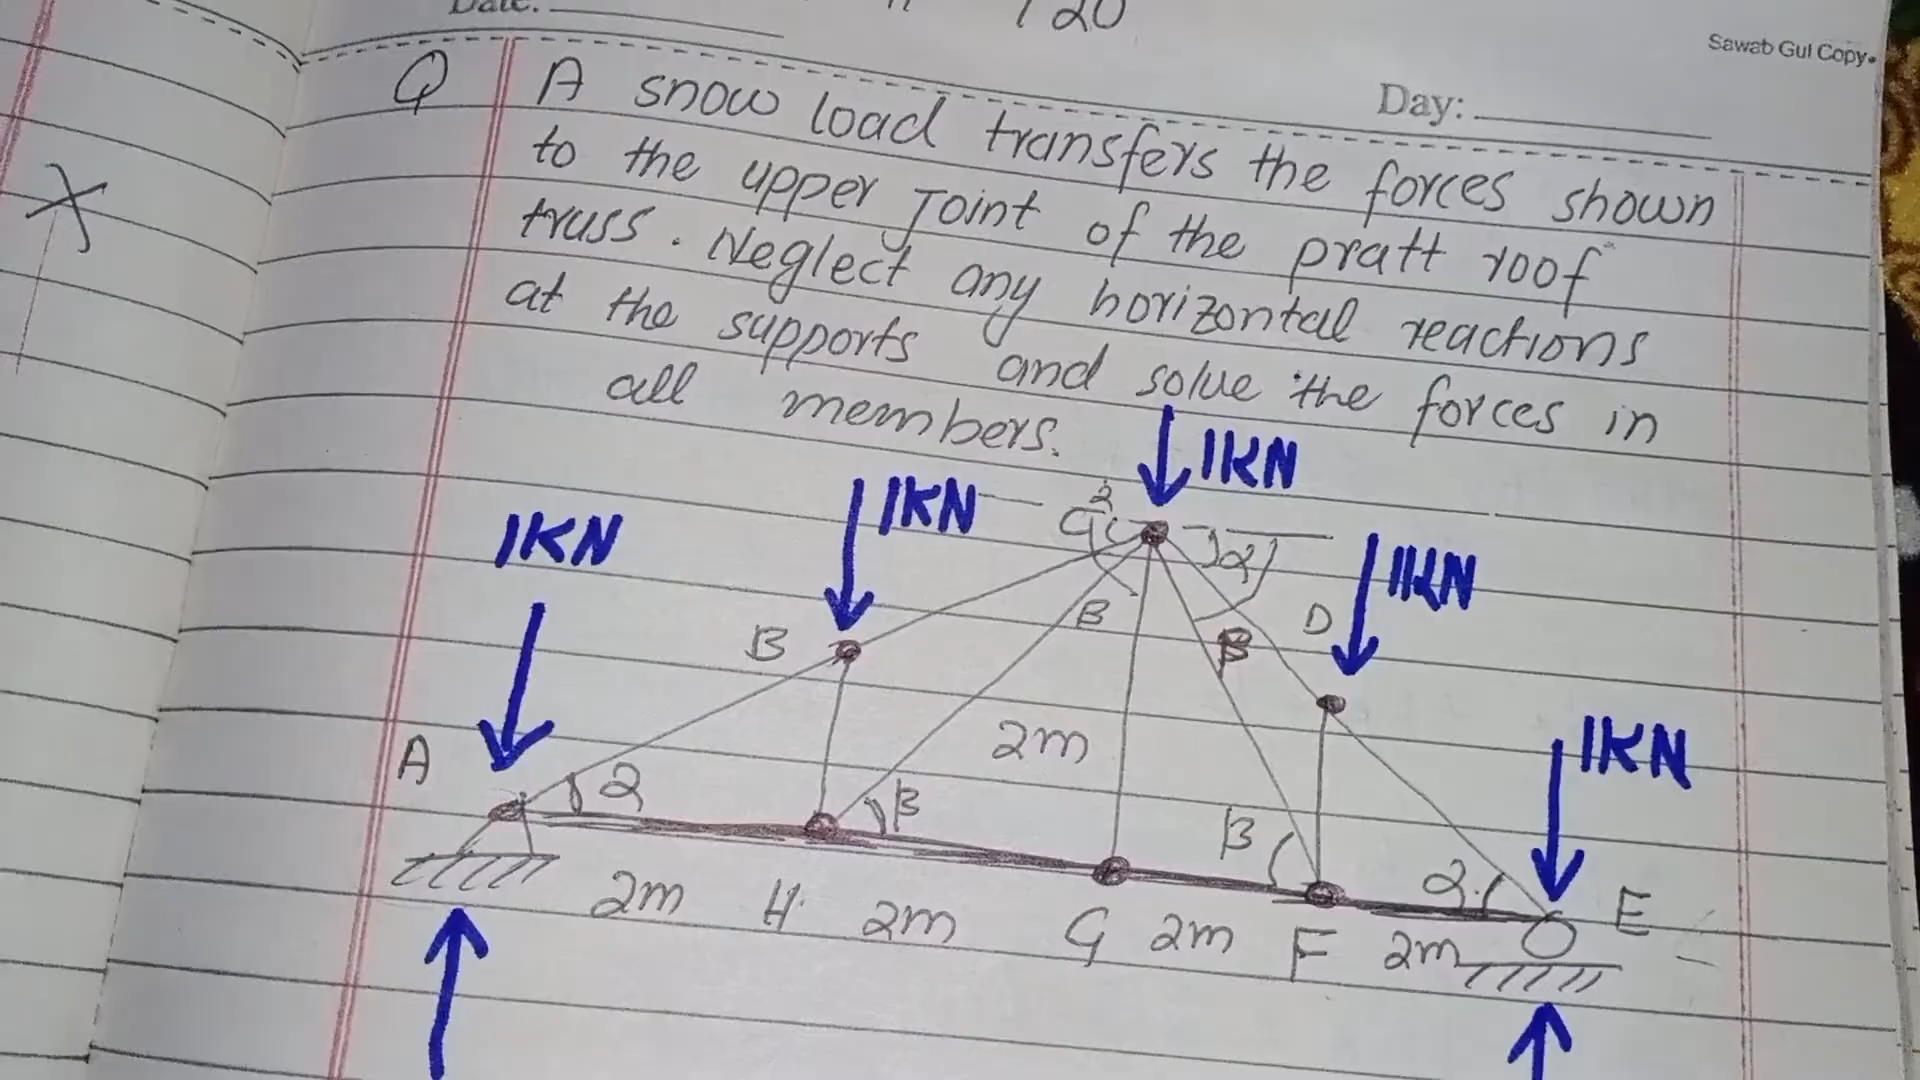 Date:
120
Sawab Gul Copy
Day:
Q A snow load transfers the forces shown
to the upper Joint of the pratt roof
truss. Neglect any horizontal reactions
at the supports and solve the forces in
all members.
1KN
1KN
1KN
1KN
1KN
C
α
α
B
D
β
β
2m
A
α
β
β
α
E
2m
H
2m
G
2m
F
2m